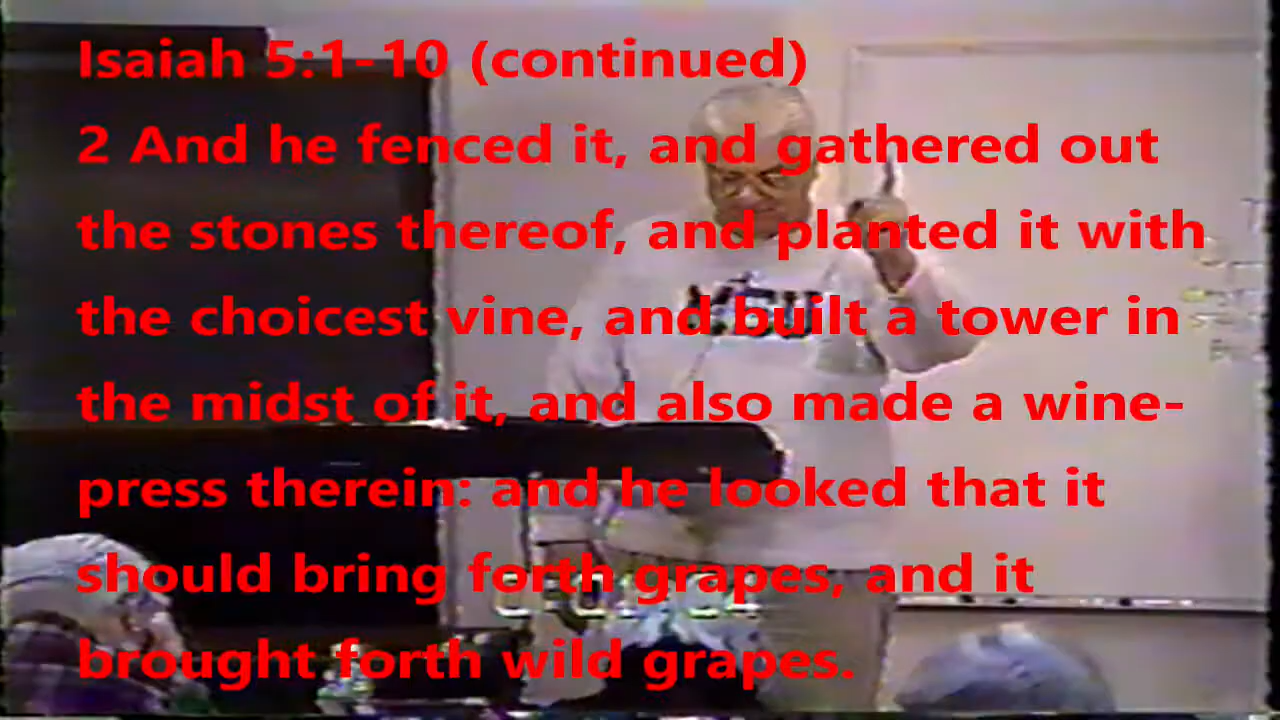 Isaiah 5:1-10 (continued)
2 And he fenced it, and gathered out
the stones thereof, and planted it with
the choicest vine, and built a tower in
the midst of it, and also made a wine-
press therein: and he looked that it
should bring forth grapes, and it
brought forth wild grapes.